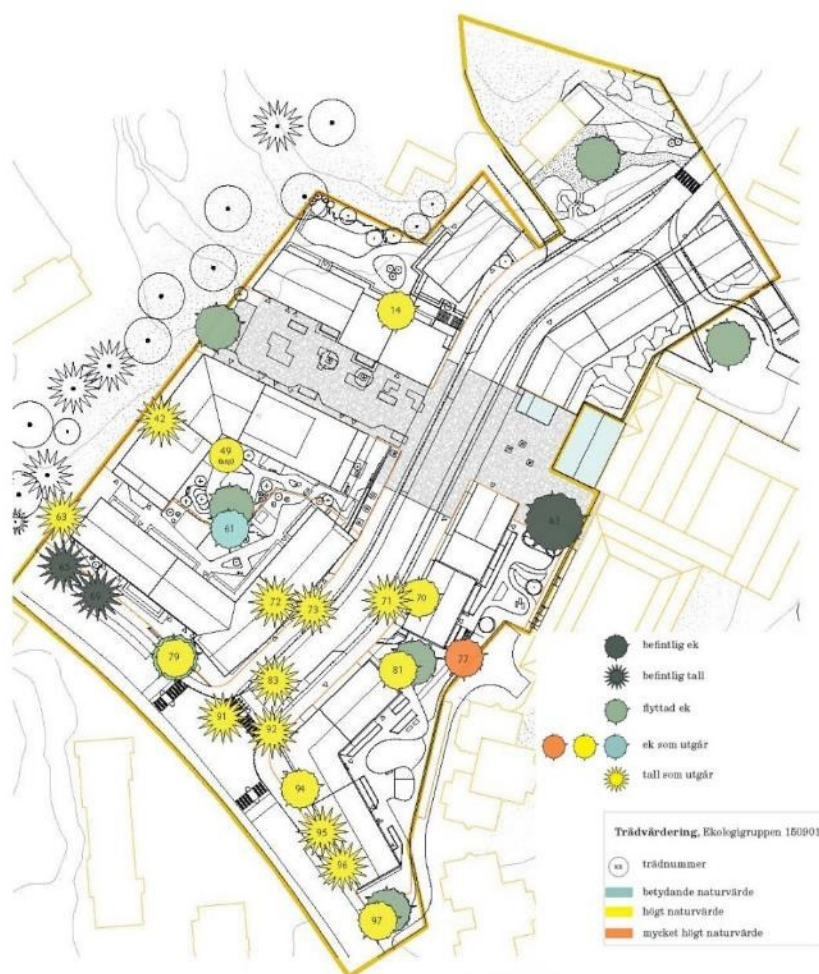 14
42
49
61
63
65
69
72
73
71
70
79
81
77
83
91
92
94
95
96
97
befintlig ek
befintlig tall
flyttad ek
ek som utgår
tall som utgår
Trädvärdering, Ekologigruppen 150901
xx trädnummer
betydande naturvärde
högt naturvärde
mycket högt naturvärde